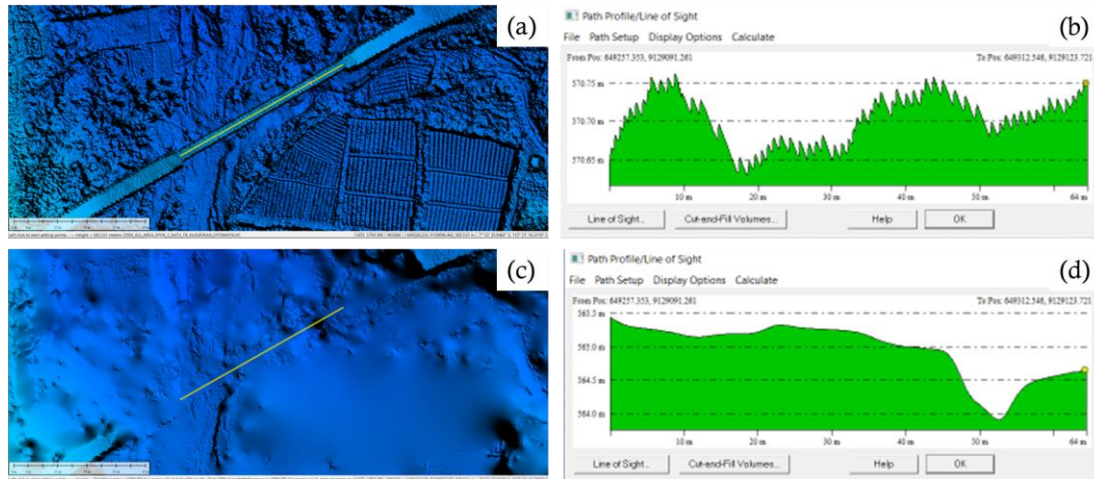 (a)
Path Profile/Line of Sight
(b)
File Path Setup Display Options Calculate
From Pos: 649257.353, 9129091.261 To Pos: 649312.546, 9129123.721
570.75 m
570.70 m
570.65 m
10 m 20 m 30 m 40 m 50 m 64 m
Line of Sight... Cut-and-Fill Volumes... Help OK
(c)
Path Profile/Line of Sight
(d)
File Path Setup Display Options Calculate
From Pos: 649257.353, 9129091.261 To Pos: 649312.546, 9129123.721
565.5 m
565.0 m
564.5 m
564.0 m
10 m 20 m 30 m 40 m 50 m 64 m
Line of Sight.. Cut-and-Fill Volumes... Help OK